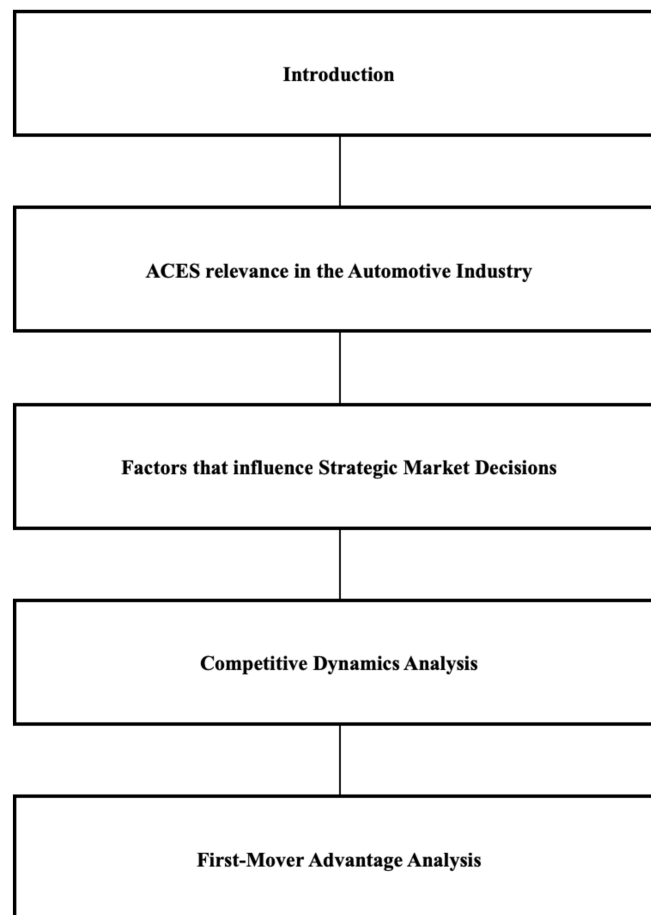 Introduction
ACES relevance in the Automotive Industry
Factors that influence Strategic Market Decisions
Competitive Dynamics Analysis
First-Mover Advantage Analysis